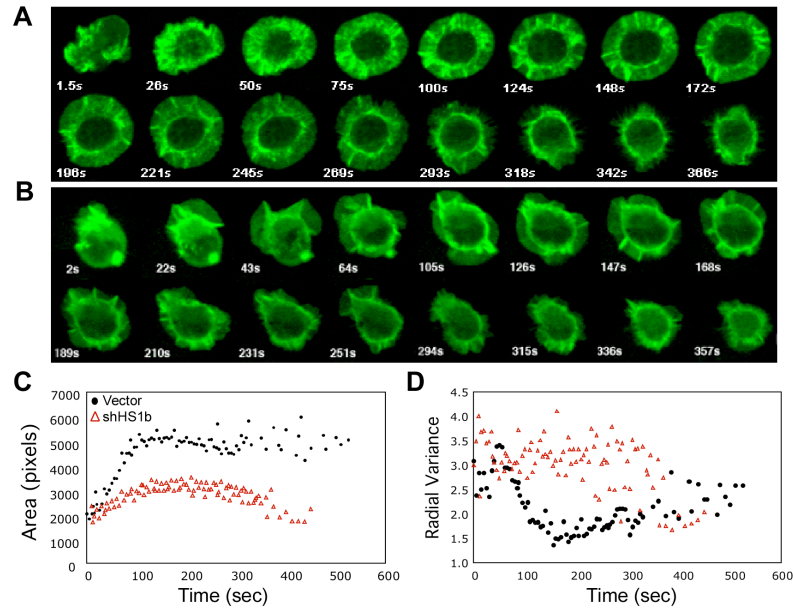 A
1.5s 26s 50s 75s 100s 124s 148s 172s
196s 221s 245s 269s 293s 318s 342s 366s
B
2s 22s 43s 64s 105s 126s 147s 168s
189s 210s 231s 251s 294s 315s 336s 357s
C
7000
6000
5000
4000
3000
2000
1000
0
Area (pixels)
Vector
shHS1b
0 100 200 300 400 500 600
Time (sec)
D
4.5
4.0
3.5
3.0
2.5
2.0
1.5
1.0
Radial Variance
0 100 200 300 400 500 600
Time (sec)